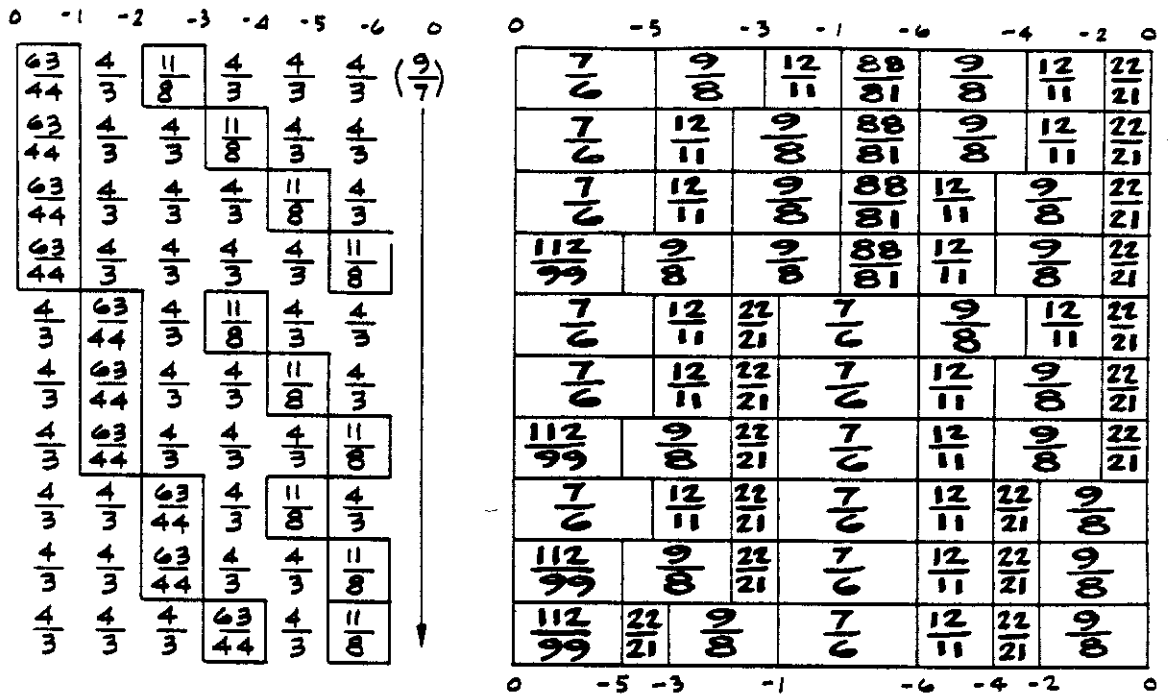 0 -1 -2 -3 -4 -5 -6 0 0 -5 -3 -1 -6 -4 -2 0
63/44 4/3 11/8 4/3 4/3 4/3 (9/7) 7/6 9/8 12/11 88/81 9/8 12/11 22/21
63/44 4/3 4/3 11/8 4/3 4/3 7/6 12/11 9/8 88/81 9/8 12/11 22/21
63/44 4/3 4/3 4/3 11/8 4/3 7/6 12/11 9/8 88/81 12/11 9/8 22/21
63/44 4/3 4/3 4/3 4/3 11/8 112/99 9/8 9/8 88/81 12/11 9/8 22/21
4/3 63/44 4/3 11/8 4/3 4/3 7/6 12/11 22/21 7/6 9/8 12/11 22/21
4/3 63/44 4/3 4/3 11/8 4/3 7/6 12/11 22/21 7/6 12/11 9/8 22/21
4/3 63/44 4/3 4/3 4/3 11/8 112/99 9/8 22/21 7/6 12/11 9/8 22/21
4/3 4/3 63/44 4/3 11/8 4/3 7/6 12/11 22/21 7/6 12/11 22/21 9/8
4/3 4/3 63/44 4/3 4/3 11/8 112/99 9/8 22/21 7/6 12/11 22/21 9/8
4/3 4/3 4/3 63/44 4/3 11/8 112/99 22/21 9/8 7/6 12/11 22/21 9/8
0 -5 -3 -1 -6 -4 -2 0